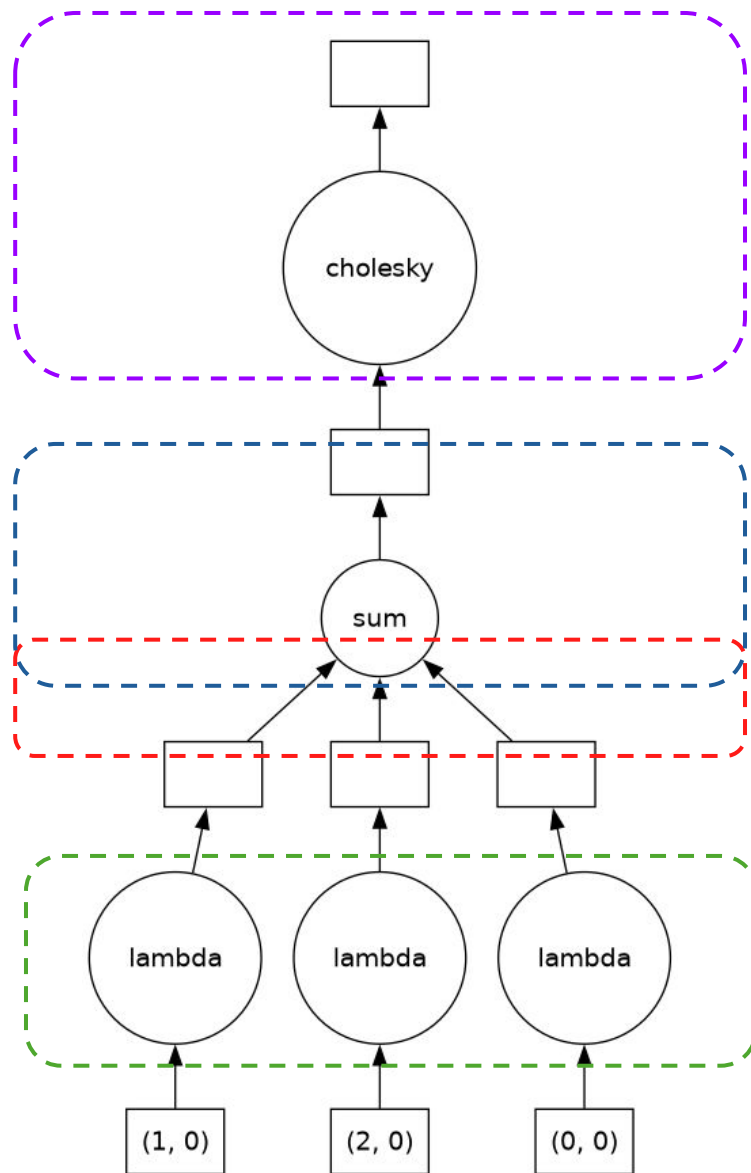 cholesky
sum
lambda lambda lambda
(1, 0) (2, 0) (0, 0)